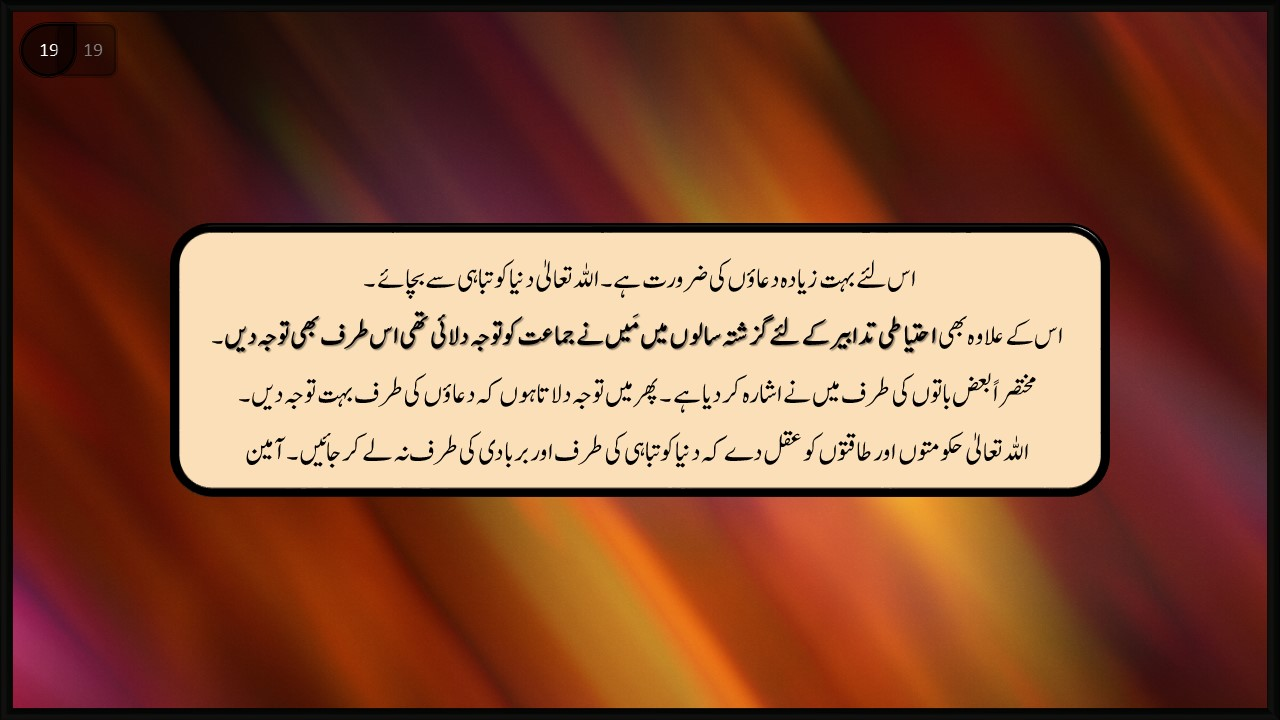 19 19
اس لئے بہت زیادہ دعاؤں کی ضرورت ہے۔ اللہ تعالیٰ دنیا کو تباہی سے بچائے۔
اس کے علاوہ بھی احتیاطی تدابیر کے لئے گزشتہ سالوں میں مَیں نے جماعت کو توجہ دلائی تھی اس طرف بھی توجہ دیں۔
مختصراً بعض باتوں کی طرف میں نے اشارہ کر دیا ہے۔ پھر میں توجہ دلاتا ہوں کہ دعاؤں کی طرف بہت توجہ دیں۔
اللہ تعالیٰ حکومتوں اور طاقتوں کو عقل دے کہ دنیا کو تباہی کی طرف اور بربادی کی طرف نہ لے کر جائیں۔ آمین